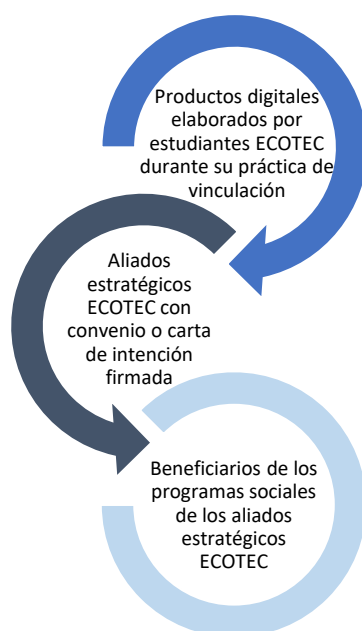 Productos digitales
elaborados por
estudiantes ECOTEC
durante su práctica de
vinculación
Aliados
estratégicos
ECOTEC con
convenio o carta
de intención
firmada
Beneficiarios de los
programas sociales
de los aliados
estratégicos
ECOTEC